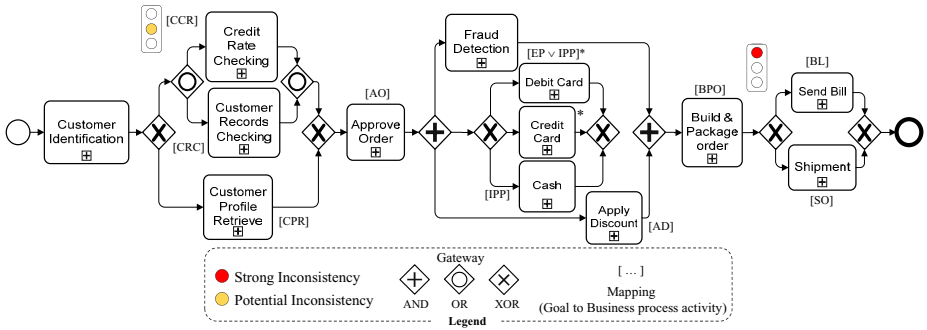 [CCR]
Credit
Rate
Checking
Customer
Identification
[CRC]
Customer
Records
Checking
Customer
Profile
Retrieve
[CPR]
[AO]
Approve
Order
Fraud
Detection
[EP ∨ IPP]*
Debit Card
*
Credit
Card
[IPP]
Cash
Apply
Discount
[AD]
[BPO]
Build &
Package
order
[BL]
Send Bill
Shipment
[SO]
Strong Inconsistency
Potential Inconsistency
Gateway
AND
OR
XOR
[ … ]
Mapping
(Goal to Business process activity)
Legend